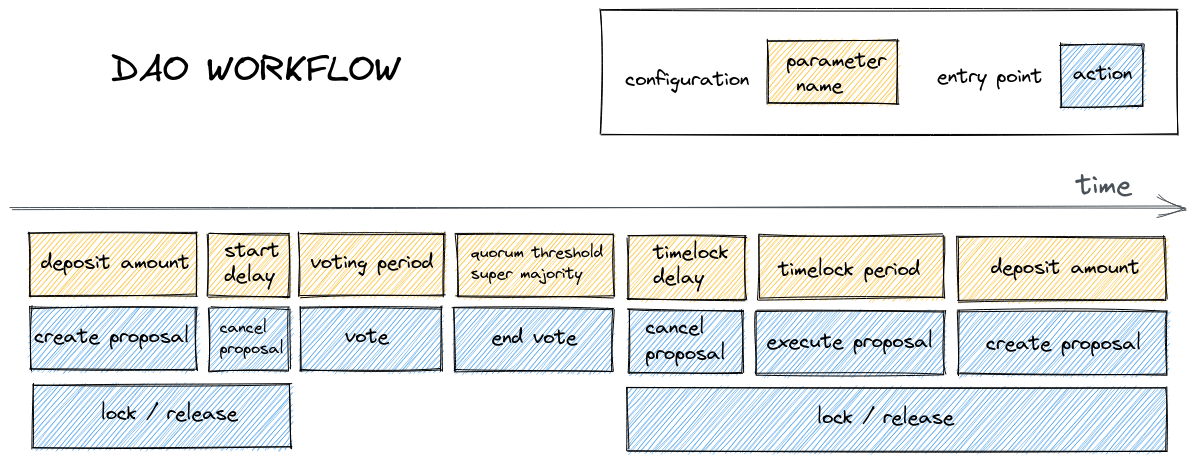 DAO WORKFLOW
configuration
parameter
name
entry point
action
time
deposit amount
start
delay
voting period
quorum threshold
super majority
timelock
delay
timelock period
deposit amount
create proposal
cancel
proposal
vote
end vote
cancel
proposal
execute proposal
create proposal
lock / release
lock / release